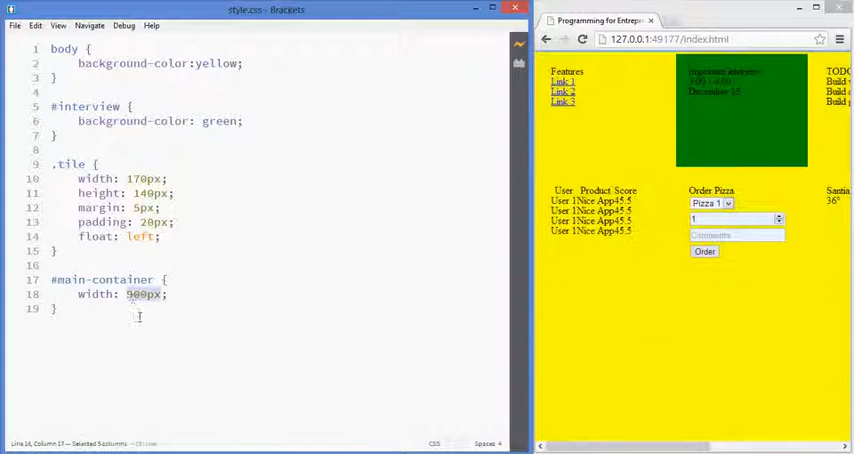 style.css - Brackets
File Edit View Navigate Debug Help
1 body {
2 background-color:yellow;
3 }
4
5 #interview {
6 background-color: green;
7 }
8
9 .tile {
10 width: 170px;
11 height: 140px;
12 margin: 5px;
13 padding: 20px;
14 float: left;
15 }
16
17 #main-container {
18 width: 900px;
19 }
CSS Spaces 4
Programming for Entrepr
127.0.0.1:49177/index.html
Features
Link 1
Link 2
Link 3
Important interview
December 15
TODO
Build
Build
Build
User Product Score
User 1Nice App45.5
User 1Nice App45.5
User 1Nice App45.5
User 1Nice App45.5
Order Pizza
Pizza 1
1
Comments
Order
Santia
36°